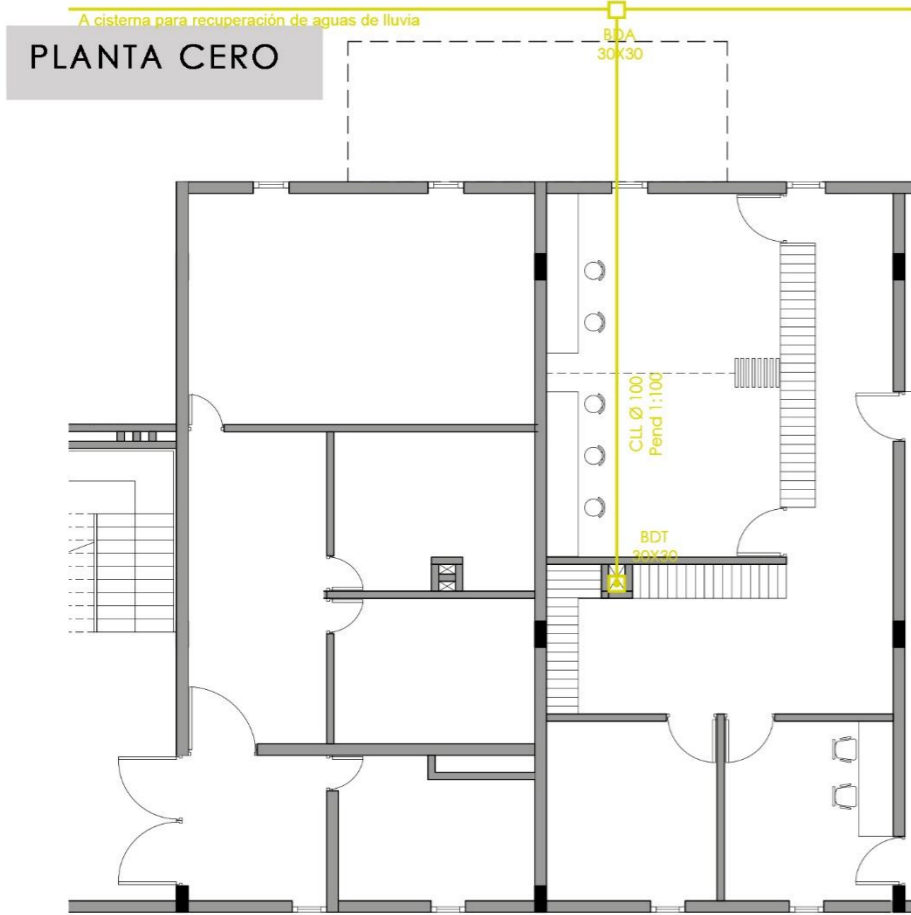 A cisterna para recuperación de aguas de lluvia
PLANTA CERO
BDA
30X30
CLL Ø 100
Pend 1:100
BDT
30X30